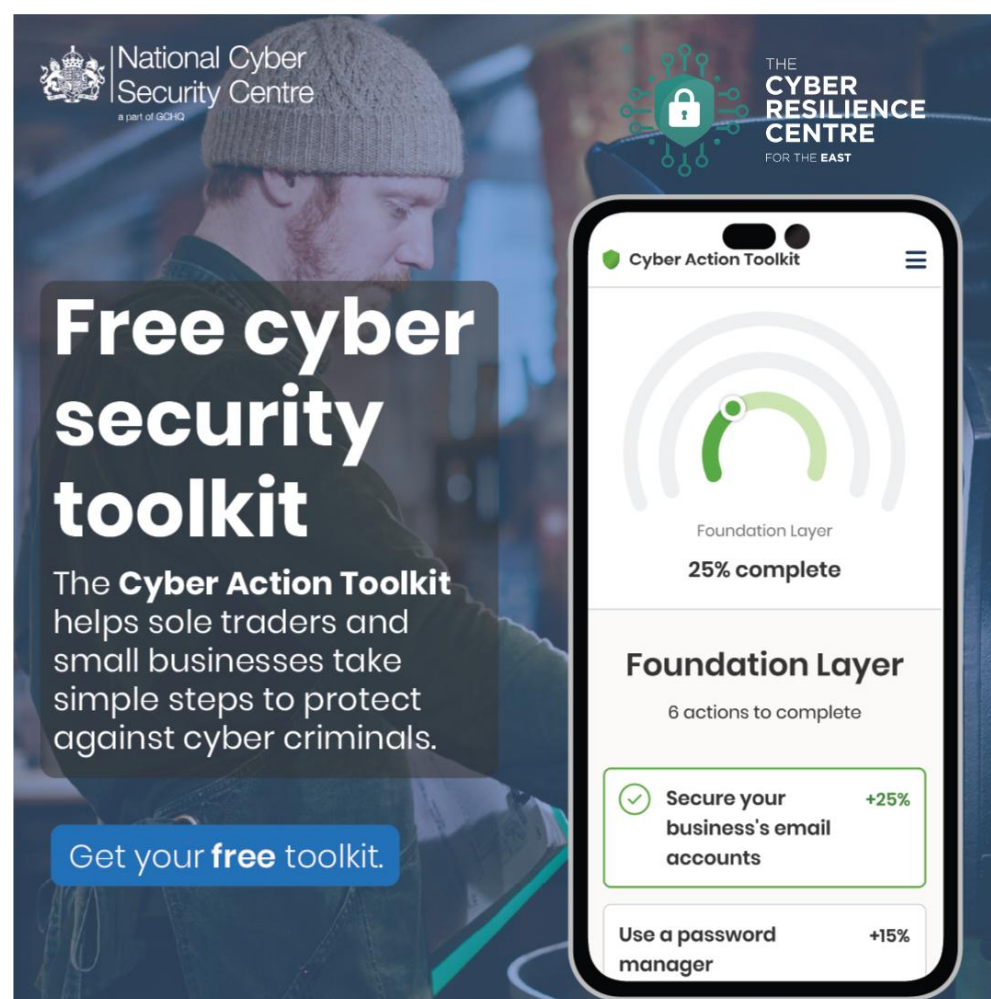 National Cyber
Security Centre
a part of GCHQ
THE
CYBER
RESILIENCE
CENTRE
FOR THE EAST
Free cyber
security
toolkit
The Cyber Action Toolkit
helps sole traders and
small businesses take
simple steps to protect
against cyber criminals.
Get your free toolkit.
Cyber Action Toolkit
Foundation Layer
25% complete
Foundation Layer
6 actions to complete
Secure your +25%
business's email
accounts
Use a password +15%
manager